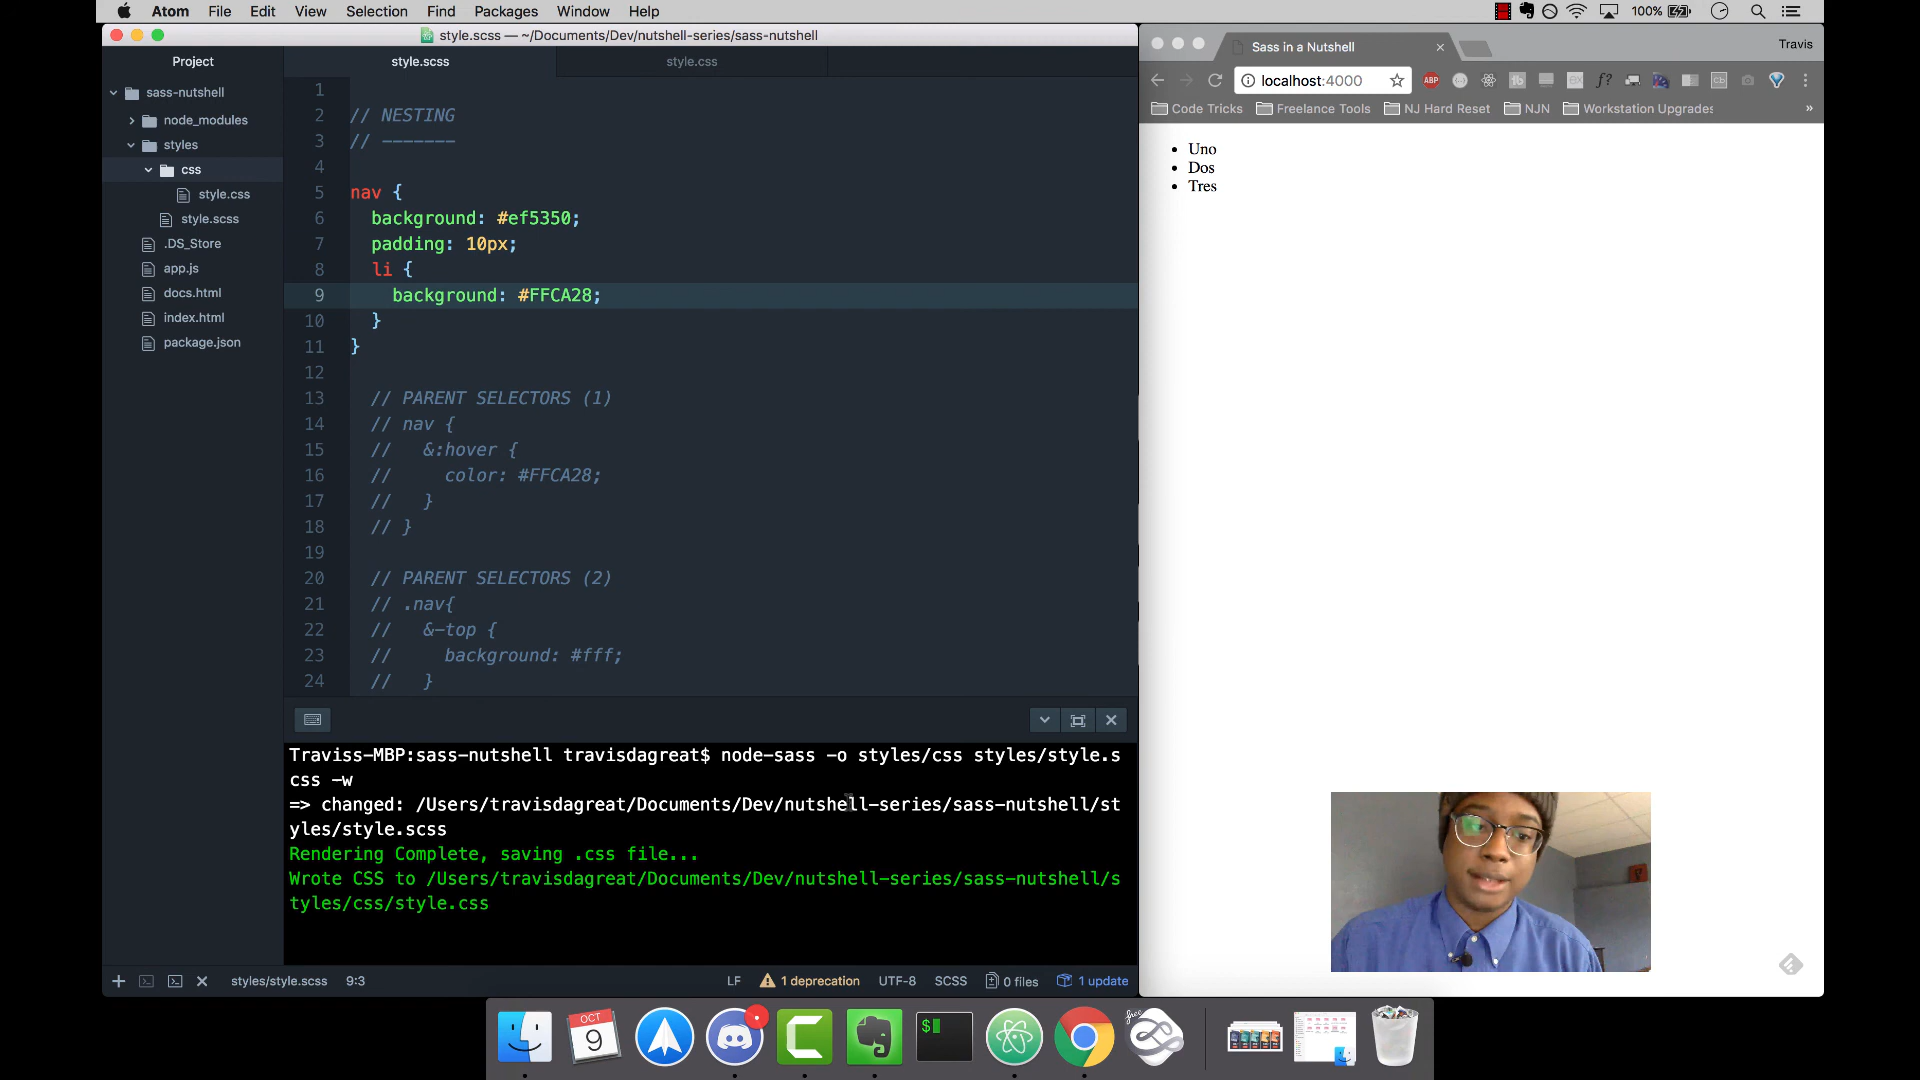 Atom File Edit View Selection Find Packages Window Help 100%
style.scss — ~/Documents/Dev/nutshell-series/sass-nutshell
Project
style.scss
style.css
sass-nutshell
node_modules
styles
css
style.css
style.scss
.DS_Store
app.js
docs.html
index.html
package.json
1
2 // NESTING
3 // -------
4
5 nav {
6 background: #ef5350;
7 padding: 10px;
8 li {
9 background: #FFCA28;
10 }
11 }
12
13 // PARENT SELECTORS (1)
14 // nav {
15 // &:hover {
16 // color: #FFCA28;
17 // }
18 // }
19
20 // PARENT SELECTORS (2)
21 // .nav{
22 // &-top {
23 // background: #fff;
24 // }
Traviss-MBP:sass-nutshell travisdagreat$ node-sass -o styles/css styles/style.s
css -w
=> changed: /Users/travisdagreat/Documents/Dev/nutshell-series/sass-nutshell/st
yles/style.scss
Rendering Complete, saving .css file...
Wrote CSS to /Users/travisdagreat/Documents/Dev/nutshell-series/sass-nutshell/s
tyles/css/style.css
styles/style.scss 9:3 LF 1 deprecation UTF-8 SCSS 0 files 1 update
Sass in a Nutshell
Travis
localhost:4000
ABP
f?
Cb
Code Tricks Freelance Tools NJ Hard Reset NJN Workstation Upgrades »
Uno
Dos
Tres
OCT
9
$
free